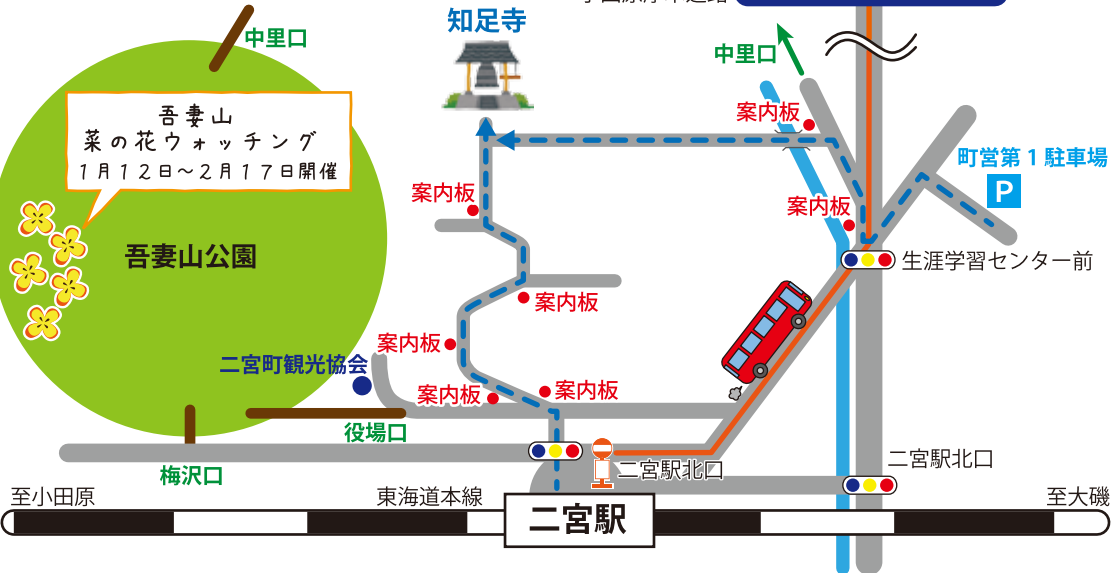 中里口
知足寺
中里口
案内板
吾妻山
菜の花ウォッチング
1月12日～2月17日開催
町営第1駐車場
P
案内板
案内板
吾妻山公園
生涯学習センター前
案内板
案内板
二宮町観光協会
案内板
案内板
役場口
二宮駅北口
二宮駅北口
梅沢口
至小田原
東海道本線
至大磯
二宮駅